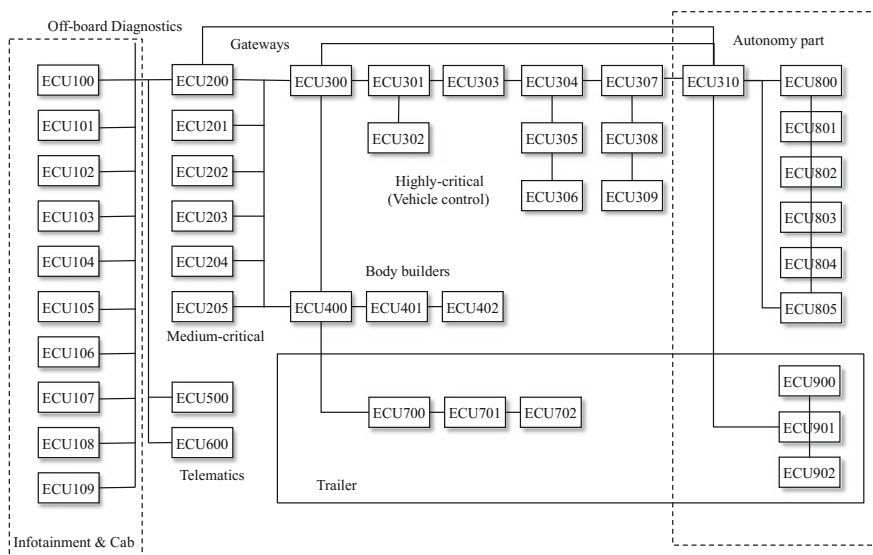 Off-board Diagnostics
Gateways
Autonomy part
ECU100
ECU200
ECU300
ECU301
ECU303
ECU304
ECU307
ECU310
ECU800
ECU101
ECU201
ECU302
ECU305
ECU308
ECU801
ECU102
ECU202
Highly-critical
(Vehicle control)
ECU306
ECU309
ECU802
ECU103
ECU203
ECU803
ECU104
ECU204
Body builders
ECU804
ECU105
ECU205
ECU400
ECU401
ECU402
ECU805
Medium-critical
ECU106
ECU107
ECU500
ECU700
ECU701
ECU702
ECU900
ECU108
ECU600
ECU901
Telematics
ECU109
Trailer
ECU902
Infotainment & Cab